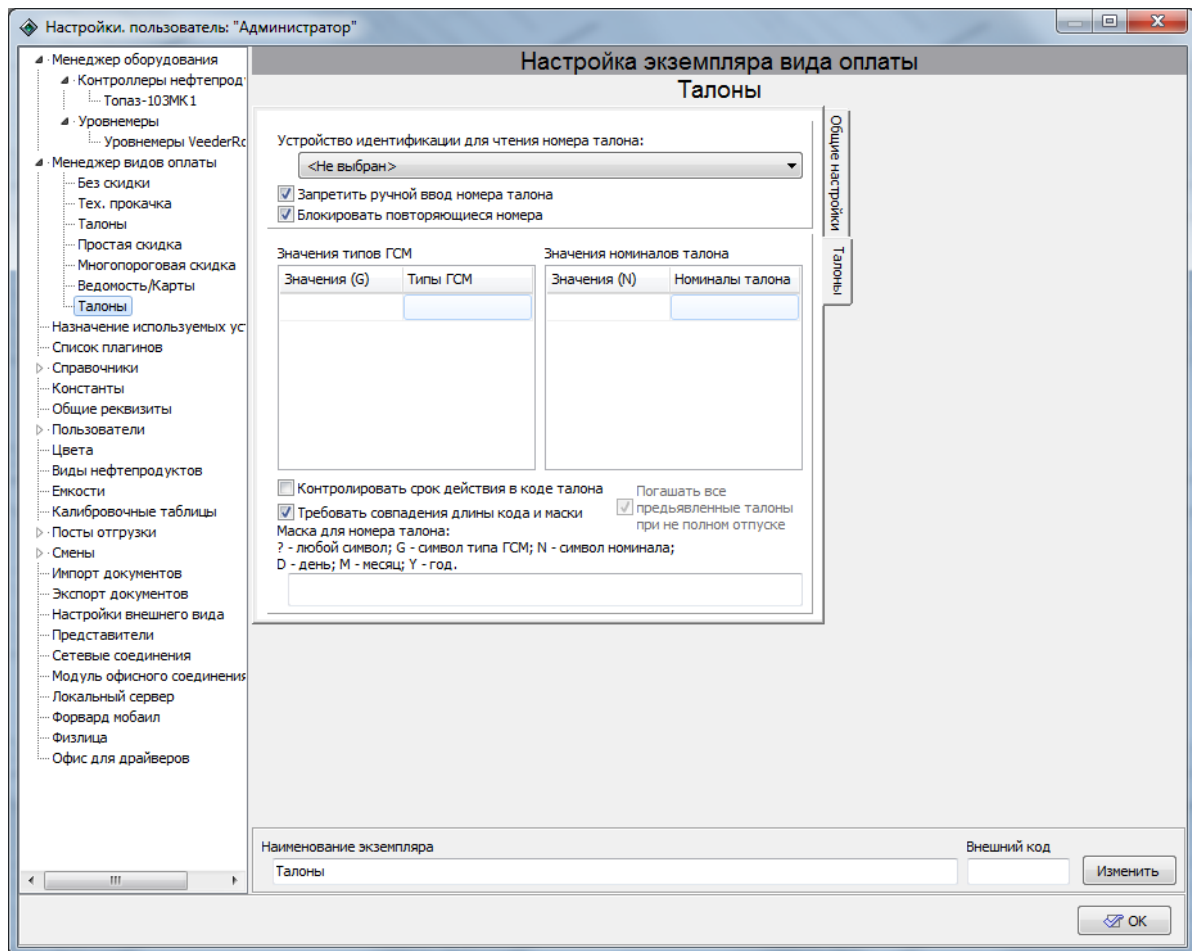 Настройки. пользователь: "Администратор"
Менеджер оборудования
Контроллеры нефтепрод
Топаз-103МК1
Уровнемеры
Уровнемеры VeederRo
Менеджер видов оплаты
Без скидки
Тех. прокачка
Талоны
Простая скидка
Многопороговая скидка
Ведомость/Карты
Талоны
Назначение используемых ус
Список плагинов
Справочники
Константы
Общие реквизиты
Пользователи
Цвета
Виды нефтепродуктов
Емкости
Калибровочные таблицы
Посты отгрузки
Смены
Импорт документов
Экспорт документов
Настройки внешнего вида
Представители
Сетевые соединения
Модуль офисного соединения
Локальный сервер
Форвард мобаил
Физлица
Офис для драйверов
Настройка экземпляра вида оплаты
Талоны
Общие настройки
Талоны
Устройство идентификации для чтения номера талона:
<Не выбран>
Запретить ручной ввод номера талона
Блокировать повторяющиеся номера
Значения типов ГСМ
Значения (G) Типы ГСМ
Значения номиналов талона
Значения (N) Номиналы талона
Контролировать срок действия в коде талона
Требовать совпадения длины кода и маски
Погашать все
предьявленные талоны
при не полном отпуске
Маска для номера талона:
? - любой символ; G - символ типа ГСМ; N - символ номинала;
D - день; M - месяц; Y - год.
Наименование экземпляра
Талоны
Внешний код
Изменить
OK